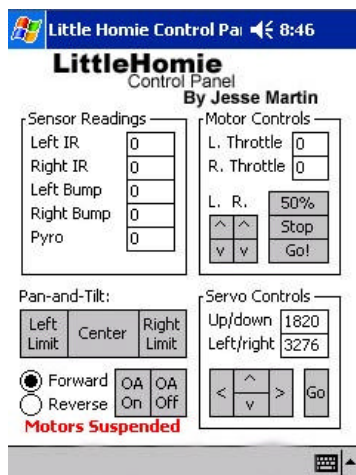 Little Homie Control Pa 8:46
LittleHomie
Control Panel
By Jesse Martin
Sensor Readings
Left IR 0
Right IR 0
Left Bump 0
Right Bump 0
Pyro 0
Motor Controls
L. Throttle 0
R. Throttle 0
L. R. 50%
^ ^ Stop
v v Go!
Pan-and-Tilt:
Left Limit
Center
Right Limit
Forward
Reverse
OA On
OA Off
Motors Suspended
Servo Controls
Up/down 1820
Left/right 3276
< ^ > Go
v